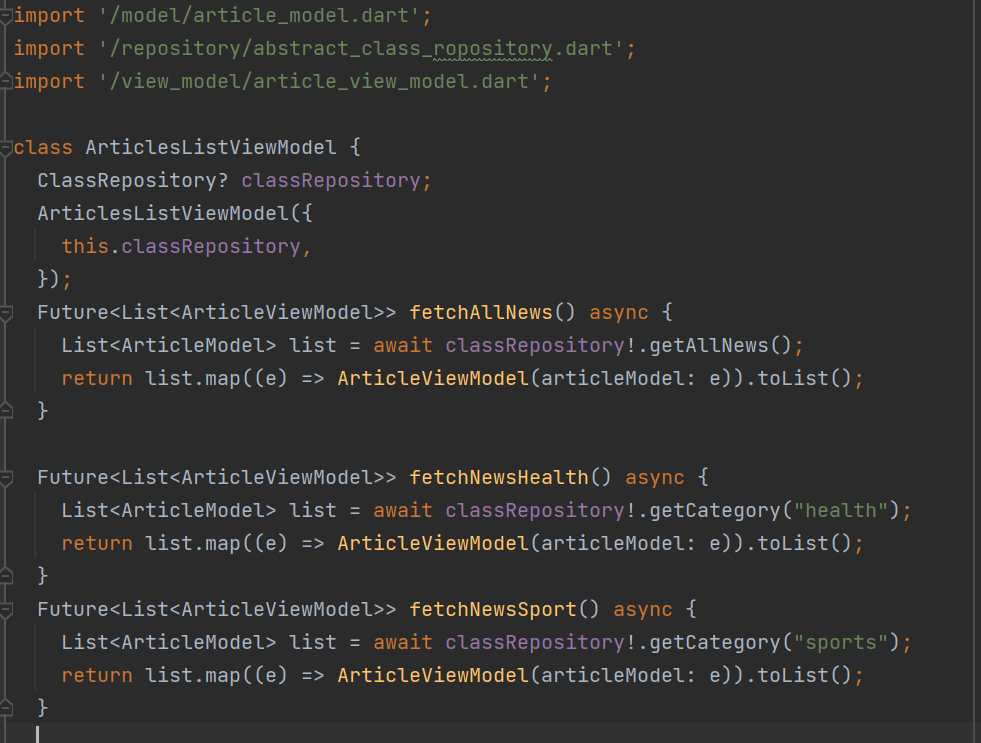 import '/model/article_model.dart';
import '/repository/abstract_class_ropository.dart';
import '/view_model/article_view_model.dart';
class ArticlesListViewModel {
ClassRepository? classRepository;
ArticlesListViewModel({
this.classRepository,
});
Future<List<ArticleViewModel>> fetchAllNews() async {
List<ArticleModel> list = await classRepository!.getAllNews();
return list.map((e) => ArticleViewModel(articleModel: e)).toList();
}
Future<List<ArticleViewModel>> fetchNewsHealth() async {
List<ArticleModel> list = await classRepository!.getCategory("health");
return list.map((e) => ArticleViewModel(articleModel: e)).toList();
}
Future<List<ArticleViewModel>> fetchNewsSport() async {
List<ArticleModel> list = await classRepository!.getCategory("sports");
return list.map((e) => ArticleViewModel(articleModel: e)).toList();
}